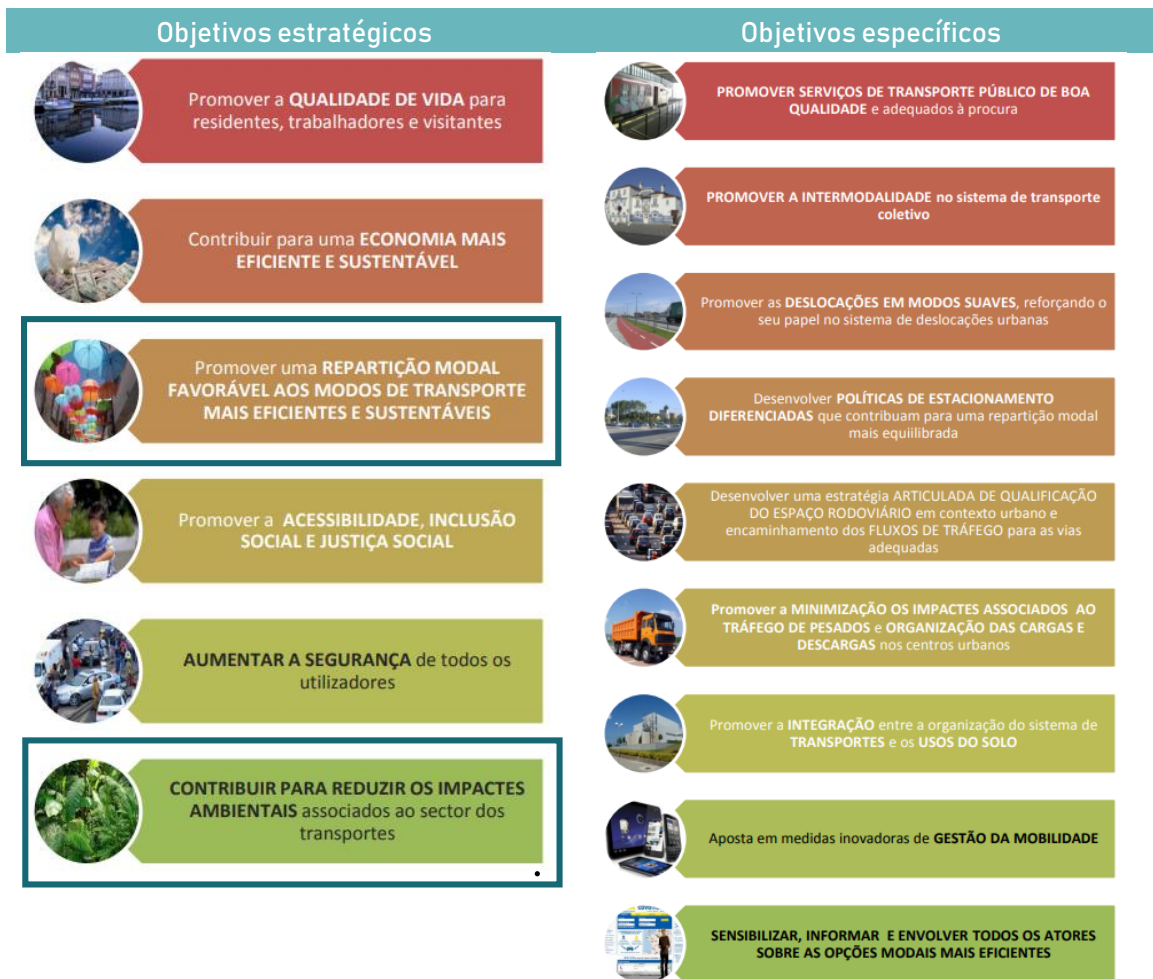 Objetivos estratégicos
Promover a QUALIDADE DE VIDA para
residentes, trabalhadores e visitantes
Contribuir para uma ECONOMIA MAIS
EFICIENTE E SUSTENTÁVEL
Promover uma REPARTIÇÃO MODAL
FAVORÁVEL AOS MODOS DE TRANSPORTE
MAIS EFICIENTES E SUSTENTÁVEIS
Promover a ACESSIBILIDADE, INCLUSÃO
SOCIAL E JUSTIÇA SOCIAL
AUMENTAR A SEGURANÇA de todos os
utilizadores
CONTRIBUIR PARA REDUZIR OS IMPACTES
AMBIENTAIS associados ao sector dos
transportes
Objetivos específicos
PROMOVER SERVIÇOS DE TRANSPORTE PÚBLICO DE BOA
QUALIDADE e adequados à procura
PROMOVER A INTERMODALIDADE no sistema de transporte
coletivo
Promover as DESLOCAÇÕES EM MODOS SUAVES, reforçando o
seu papel no sistema de deslocações urbanas
Desenvolver POLÍTICAS DE ESTACIONAMENTO
DIFERENCIADAS que contribuam para uma repartição modal
mais equiilibrada
Desenvolver uma estratégia ARTICULADA DE QUALIFICAÇÃO
DO ESPAÇO RODOVIÁRIO em contexto urbano e
encaminhamento dos FLUXOS DE TRÁFEGO para as vias
adequadas
Promover a MINIMIZAÇÃO OS IMPACTES ASSOCIADOS AO
TRÁFEGO DE PESADOS e ORGANIZAÇÃO DAS CARGAS E
DESCARGAS nos centros urbanos
Promover a INTEGRAÇÃO entre a organização do sistema de
TRANSPORTES e os USOS DO SOLO
Aposta em medidas inovadoras de GESTÃO DA MOBILIDADE
SENSIBILIZAR, INFORMAR E ENVOLVER TODOS OS ATORES
SOBRE AS OPÇÕES MODAIS MAIS EFICIENTES